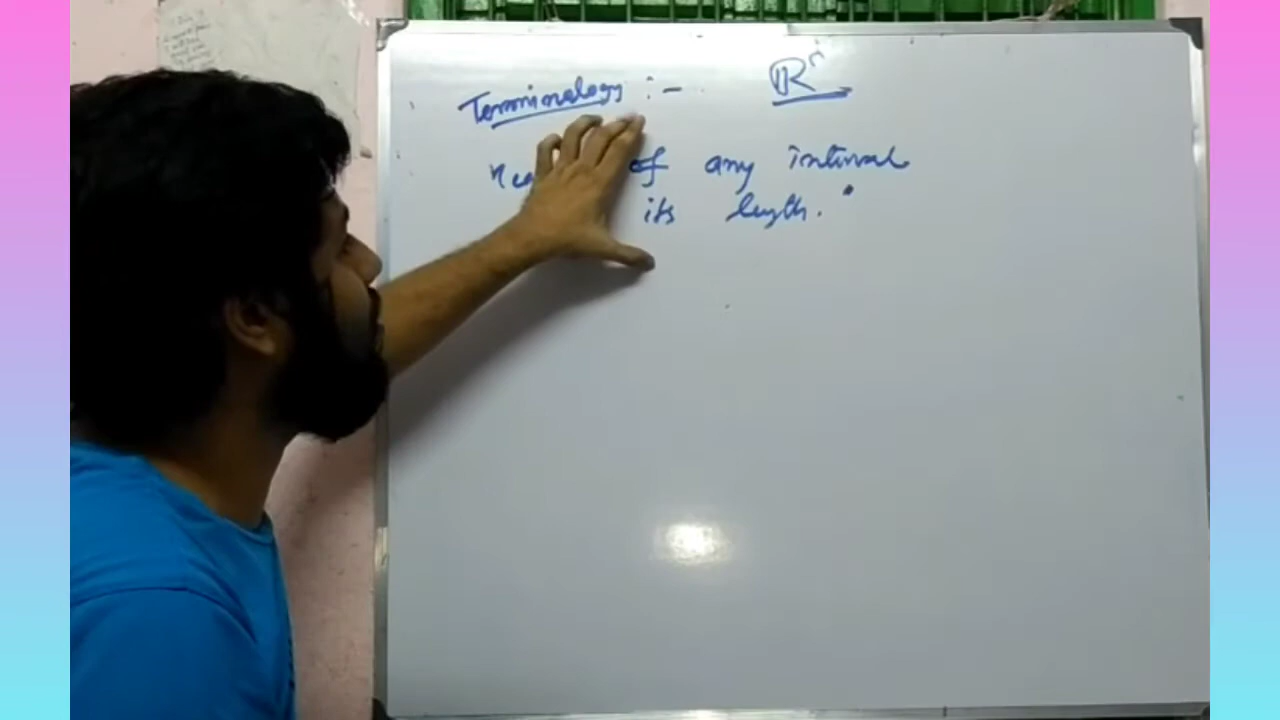 Terminology :- ℝⁿ
of any interval
its length.